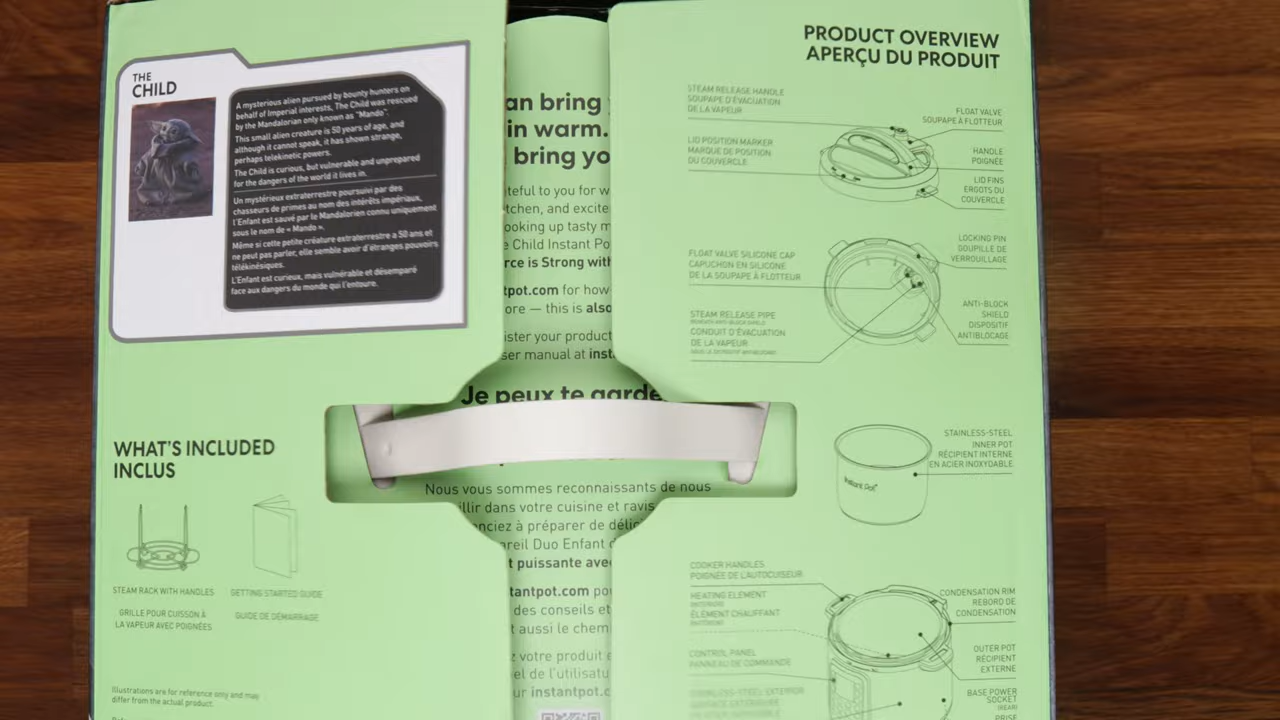 THE
CHILD
A mysterious alien pursued by bounty hunters on
behalf of Imperial interests, The Child was rescued
by the Mandalorian only known as "Mando".
This small alien creature is 50 years of age, and
although it cannot speak, it has shown strange,
perhaps telekinetic powers.
The Child is curious, but vulnerable and unprepared
for the dangers of the world it lives in.
Un mystérieux extraterrestre poursuivi par des
chasseurs de primes au nom des intérêts impériaux,
l'Enfant est sauvé par le Mandalorien connu uniquement
sous le nom de « Mando ».
Même si cette petite créature extraterrestre a 50 ans et
ne peut pas parler, elle semble avoir d'étranges pouvoirs
télékinésiques.
L'Enfant est curieux, mais vulnérable et désemparé
face aux dangers du monde qui l'entoure.
WHAT'S INCLUDED
INCLUS
STEAM RACK WITH HANDLES
GRILLE POUR CUISSON À
LA VAPEUR AVEC POIGNÉES
GETTING STARTED GUIDE
GUIDE DE DÉMARRAGE
Illustrations are for reference only and may
differ from the actual product.
an bring
in warm.
bring yo
teful to you for w
tchen, and excite
ooking up tasty m
e Child Instant Po
rce is Strong with
tpot.com for how
ore — this is also
ister your product
ser manual at inst
Je peux te garde
Nous vous sommes reconnaissants de nous
illir dans votre cuisine et ravis
nciez à préparer de délic
areil Duo Enfant
t puissante avec
tantpot.com po
des conseils et
t aussi le chem
z votre produit e
el de l'utilisatu
ur instantpot.c
PRODUCT OVERVIEW
APERÇU DU PRODUIT
STEAM RELEASE HANDLE
SOUPAPE D'ÉVACUATION
DE LA VAPEUR
LID POSITION MARKER
MARQUE DE POSITION
DU COUVERCLE
FLOAT VALVE
SOUPAPE À FLOTTEUR
HANDLE
POIGNÉE
LID FINS
ERGOTS DU
COUVERCLE
FLOAT VALVE SILICONE CAP
CAPUCHON EN SILICONE
DE LA SOUPAPE À FLOTTEUR
STEAM RELEASE PIPE
CONDUIT D'ÉVACUATION
DE LA VAPEUR
LOCKING PIN
GOUPILLE DE
VERROUILLAGE
ANTI-BLOCK
SHIELD
DISPOSITIF
ANTIBLOCAGE
Instant Pot
STAINLESS-STEEL
INNER POT
RÉCIPIENT INTERNE
EN ACIER INOXYDABLE
COOKER HANDLES
POIGNÉE DE L'AUTOCUISEUR
HEATING ELEMENT
ÉLÉMENT CHAUFFANT
CONTROL PANEL
PANNEAU DE COMMANDE
STAINLESS-STEEL EXTERIOR
CONDENSATION RIM
REBORD DE
CONDENSATION
OUTER POT
RÉCIPIENT
EXTERNE
BASE POWER
SOCKET
(REAR)
PRISE